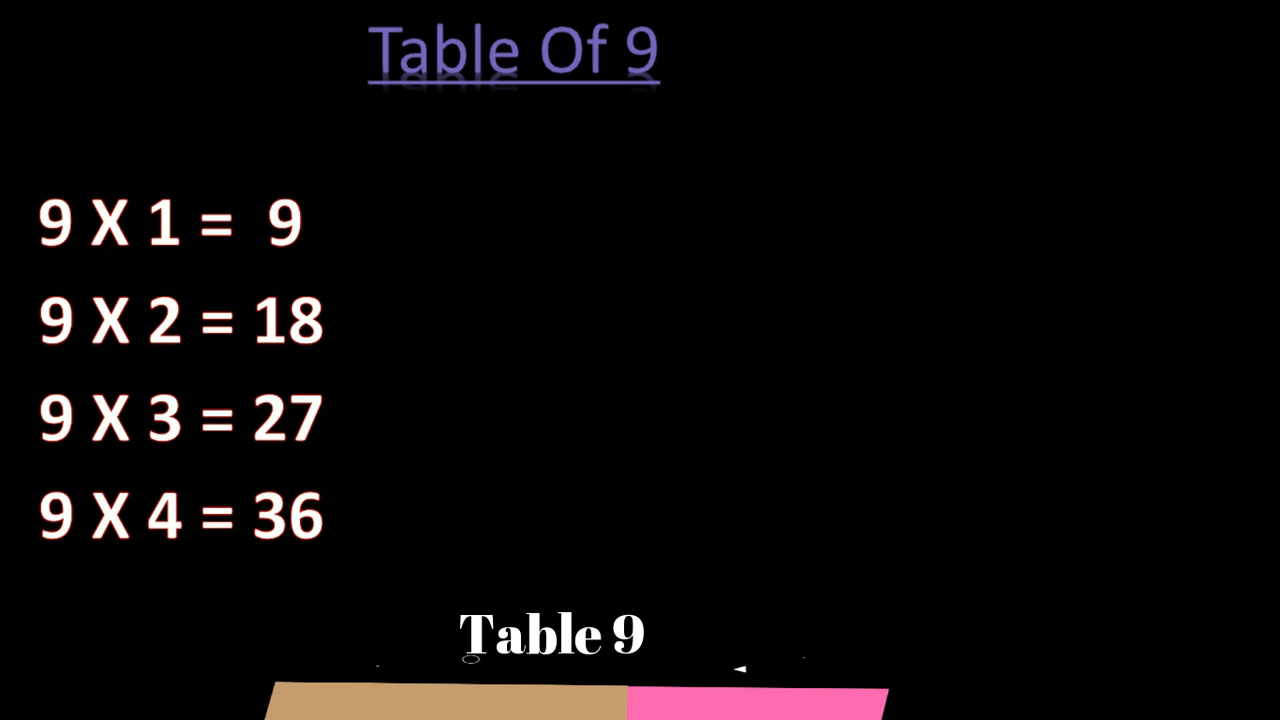 Table Of 9
9 X 1 = 9
9 X 2 = 18
9 X 3 = 27
9 X 4 = 36
Table 9